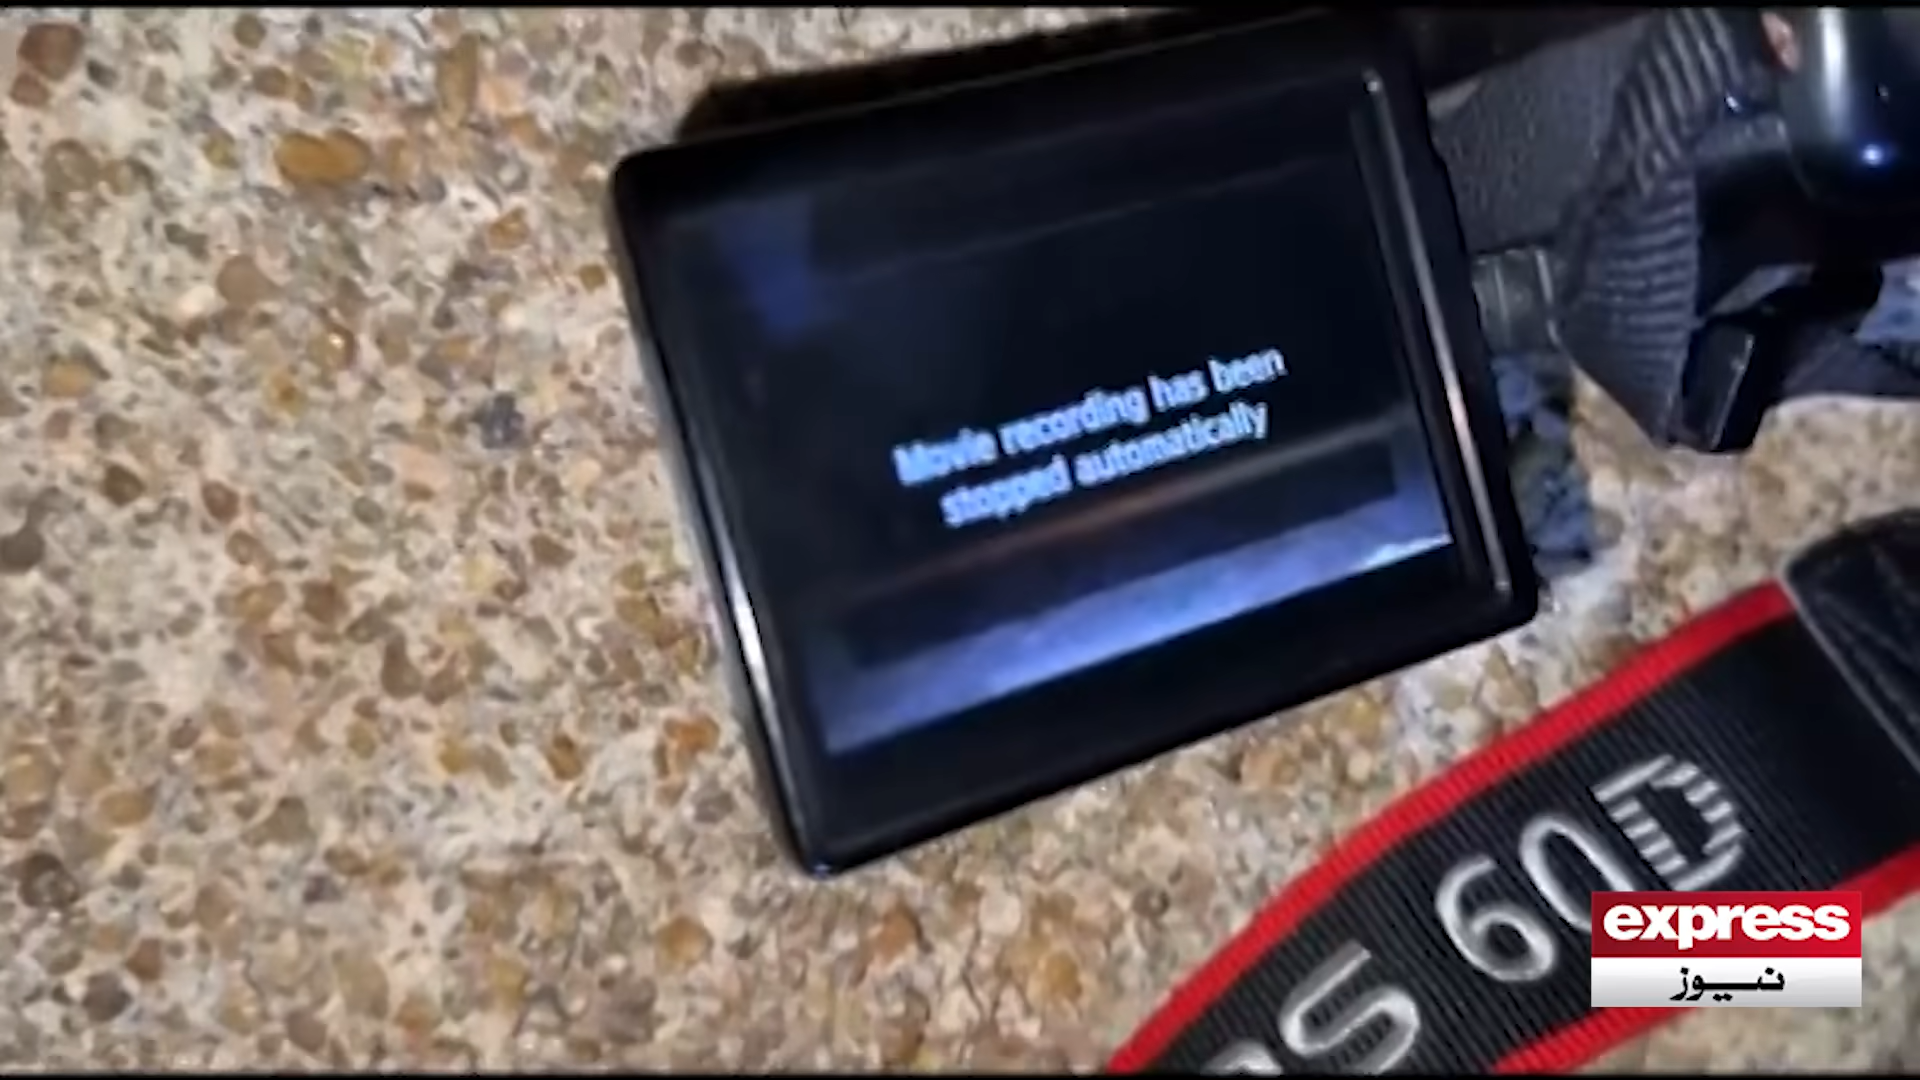 Movie recording has been
stopped automatically
OS 60D
express
نیوز